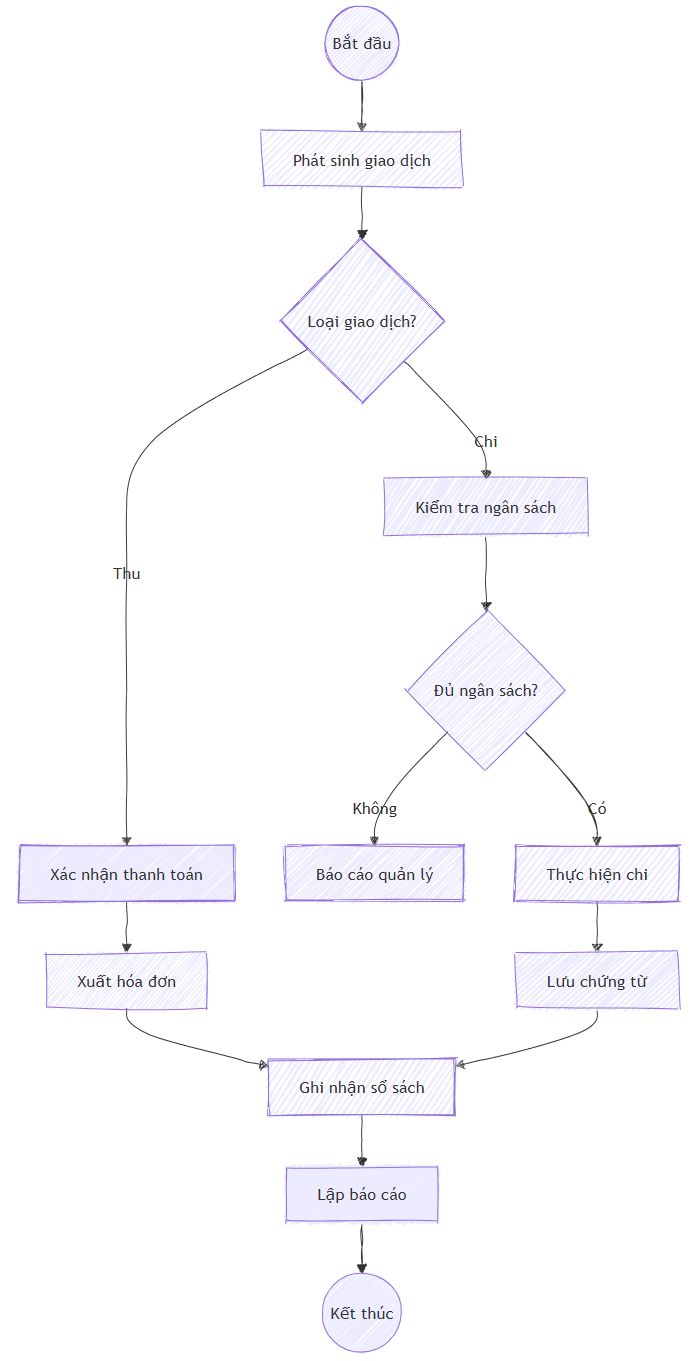 Bắt đầu
Phát sinh giao dịch
Loại giao dịch?
Chi
Kiểm tra ngân sách
Thu
Đủ ngân sách?
Không
Có
Xác nhận thanh toán
Báo cáo quản lý
Thực hiện chi
Xuất hóa đơn
Lưu chứng từ
Ghi nhận sổ sách
Lập báo cáo
Kết thúc